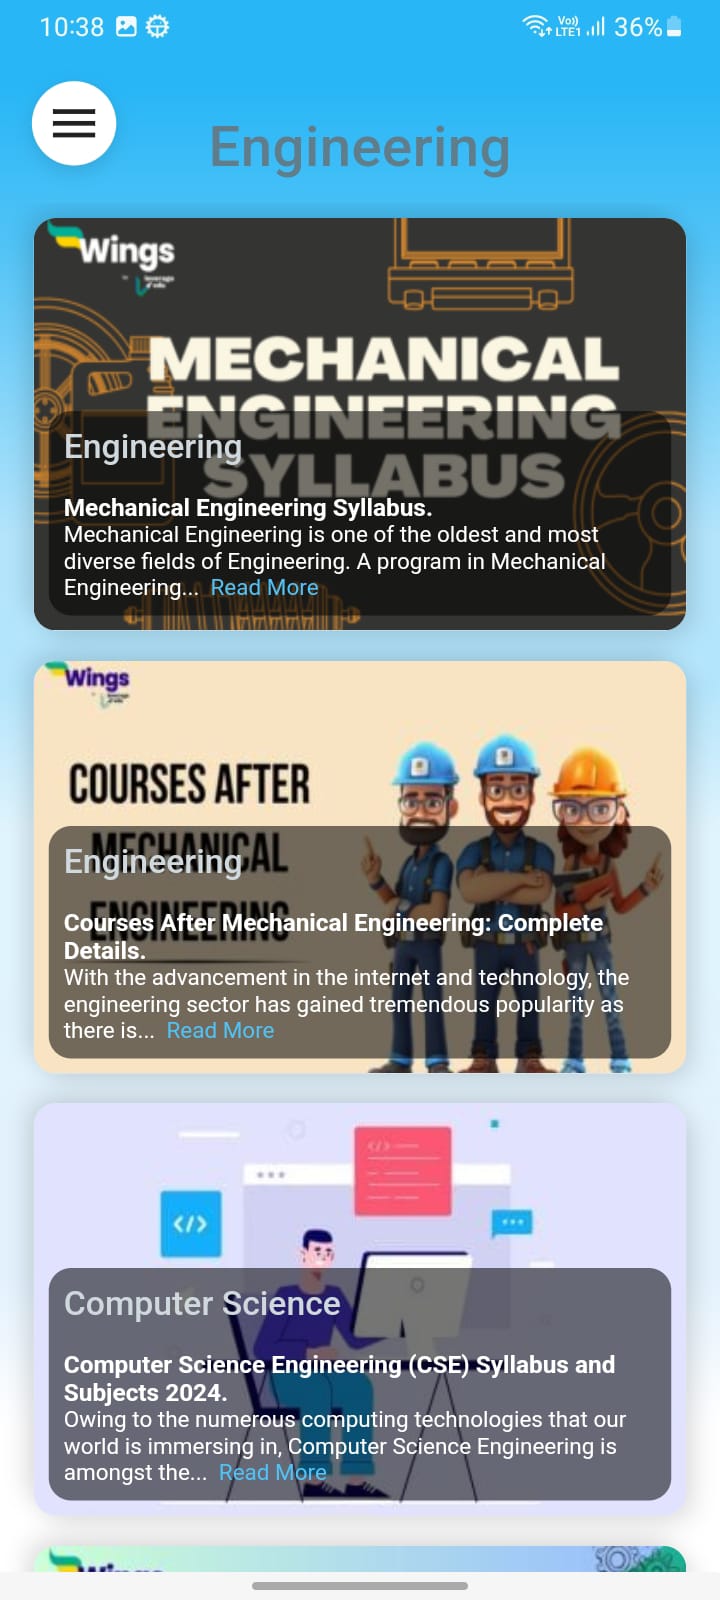 10:38
Vo))
LTE1
36%
Engineering
Wings
by leverage
edu
MECHANICAL
ENGINEERING
SYLLABUS
Engineering
Mechanical Engineering Syllabus.
Mechanical Engineering is one of the oldest and most
diverse fields of Engineering. A program in Mechanical
Engineering... Read More
Wings
COURSES AFTER
MECHANICAL
ENGINEERING
Engineering
Courses After Mechanical Engineering: Complete
Details.
With the advancement in the internet and technology, the
engineering sector has gained tremendous popularity as
there is... Read More
</>
</>
Computer Science
Computer Science Engineering (CSE) Syllabus and
Subjects 2024.
Owing to the numerous computing technologies that our
world is immersing in, Computer Science Engineering is
amongst the... Read More
Wings